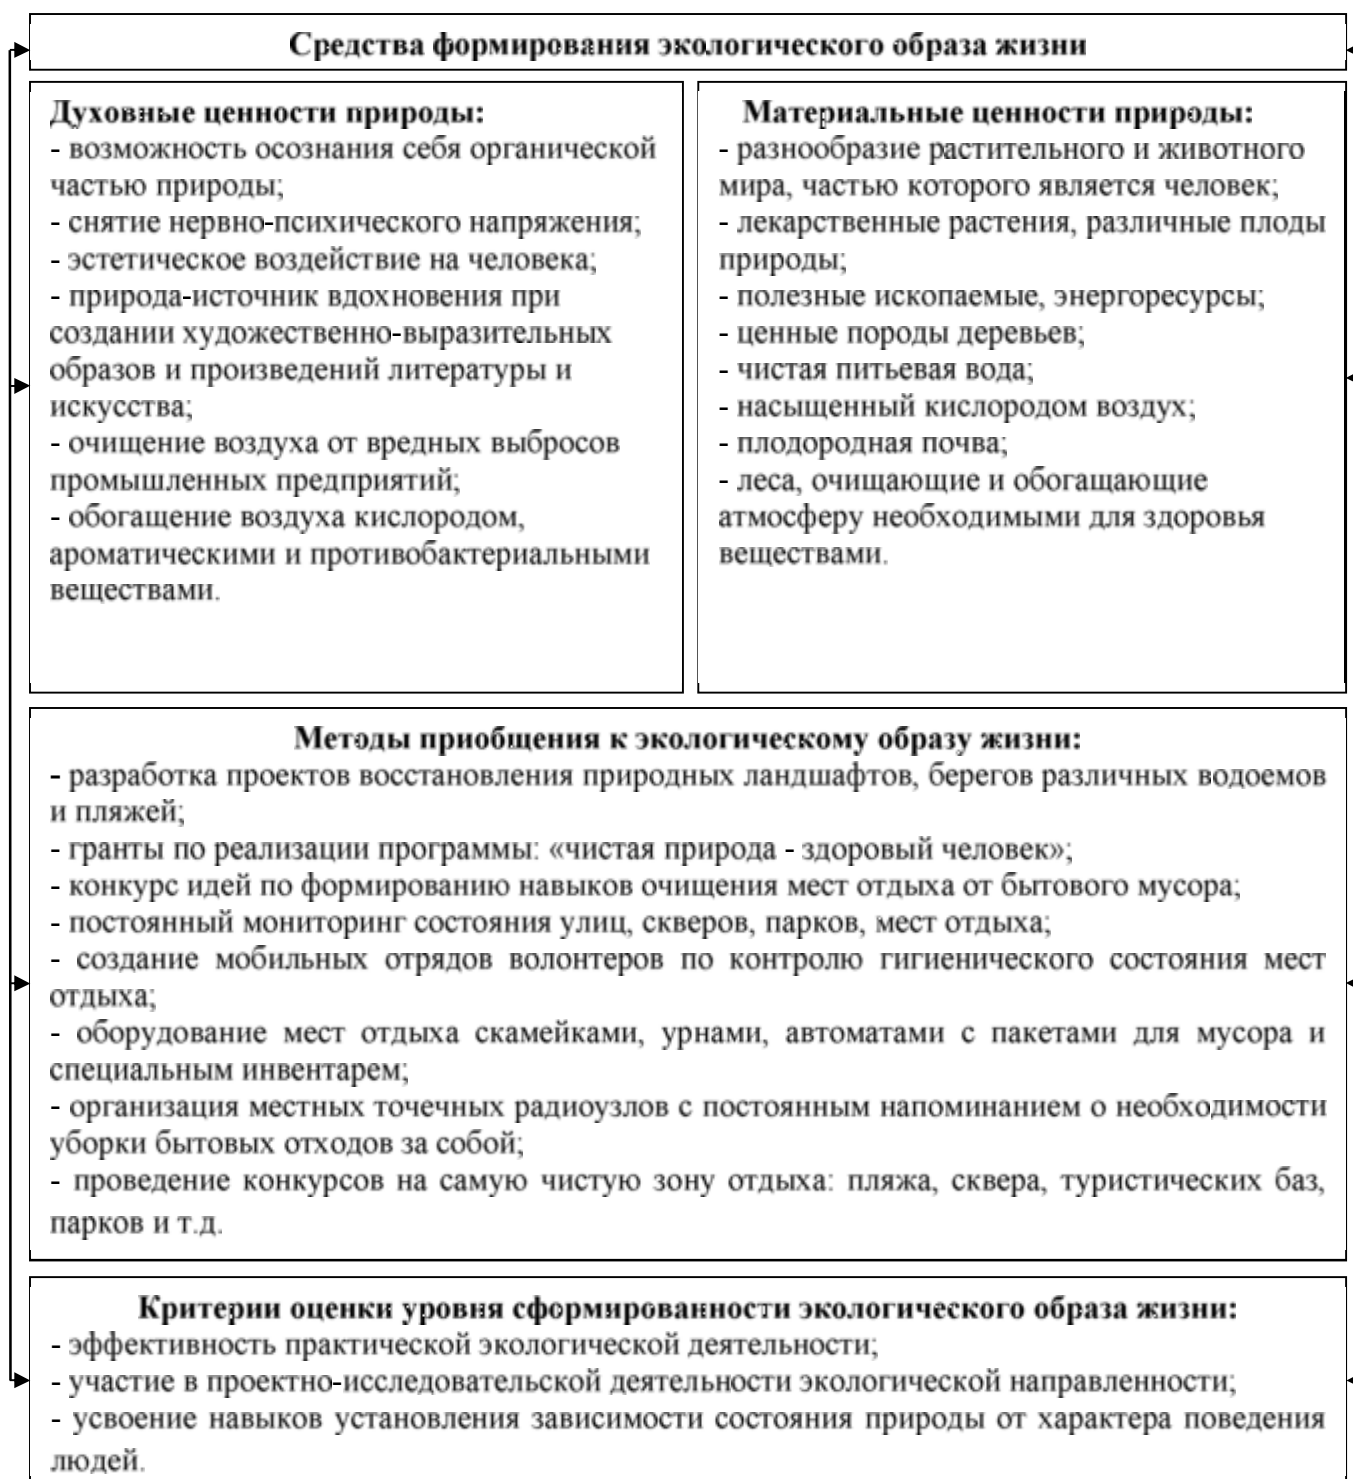 Средства формирования экологического образа жизни
Духовные ценности природы:
- возможность осознания себя органической
частью природы;
- снятие нервно-психического напряжения;
- эстетическое воздействие на человека;
- природа-источник вдохновения при
создании художественно-выразительных
образов и произведений литературы и
искусства;
- очищение воздуха от вредных выбросов
промышленных предприятий;
- обогащение воздуха кислородом,
ароматическими и противобактериальными
веществами.
Материальные ценности природы:
- разнообразие растительного и животного
мира, частью которого является человек;
- лекарственные растения, различные плоды
природы;
- полезные ископаемые, энергоресурсы;
- ценные породы деревьев;
- чистая питьевая вода;
- насыщенный кислородом воздух;
- плодородная почва;
- леса, очищающие и обогащающие
атмосферу необходимыми для здоровья
веществами.
Методы приобщения к экологическому образу жизни:
- разработка проектов восстановления природных ландшафтов, берегов различных водоемов
и пляжей;
- гранты по реализации программы: «чистая природа - здоровый человек»;
- конкурс идей по формированию навыков очищения мест отдыха от бытового мусора;
- постоянный мониторинг состояния улиц, скверов, парков, мест отдыха;
- создание мобильных отрядов волонтеров по контролю гигиенического состояния мест
отдыха;
- оборудование мест отдыха скамейками, урнами, автоматами с пакетами для мусора и
специальным инвентарем;
- организация местных точечных радиоузлов с постоянным напоминанием о необходимости
уборки бытовых отходов за собой;
- проведение конкурсов на самую чистую зону отдыха: пляжа, сквера, туристических баз,
парков и т.д.
Критерии оценки уровня сформированности экологического образа жизни:
- эффективность практической экологической деятельности;
- участие в проектно-исследовательской деятельности экологической направленности;
- усвоение навыков установления зависимости состояния природы от характера поведения
людей.